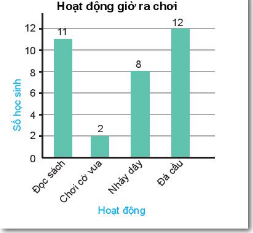 Hoạt động giờ ra chơi
Số học sinh
12
10
8
6
4
2
0
11
2
8
12
Đọc sách
Chơi cờ vua
Nhảy dây
Đá cầu
Hoạt động